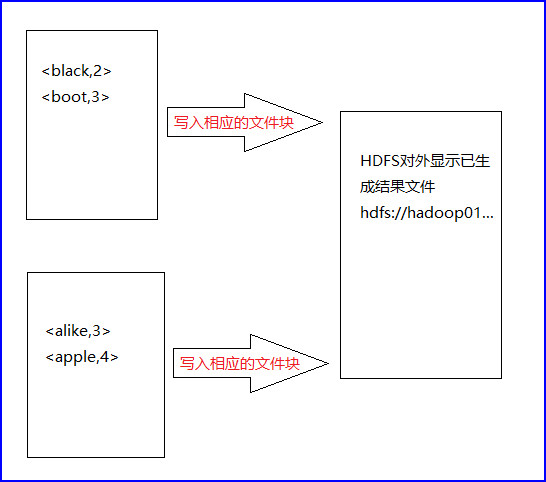 <black,2>
<boot,3>
写入相应的文件块
HDFS对外显示已生
成结果文件
hdfs://hadoop01...
<alike,3>
<apple,4>
写入相应的文件块